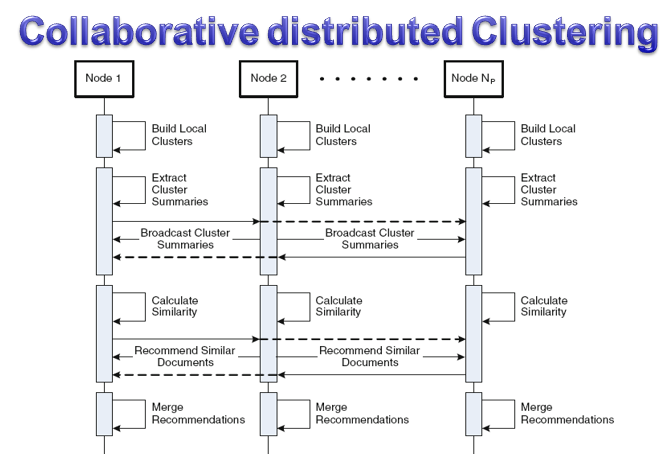 Collaborative distributed Clustering
Node 1
Node 2
. . . . . . .
Node NP
Build Local
Clusters
Build Local
Clusters
Build Local
Clusters
Extract
Cluster
Summaries
Extract
Cluster
Summaries
Extract
Cluster
Summaries
Broadcast Cluster
Summaries
Broadcast Cluster
Summaries
Calculate
Similarity
Calculate
Similarity
Calculate
Similarity
Recommend Similar
Documents
Recommend Similar
Documents
Merge
Recommendations
Merge
Recommendations
Merge
Recommendations